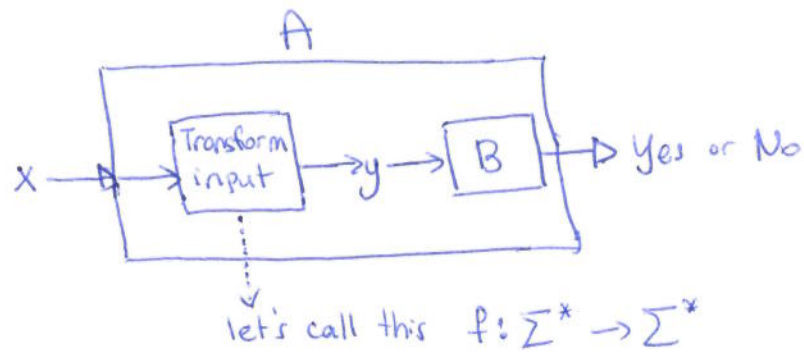 A
X
Transform
input
y
B
Yes or No
let's call this f: Σ* → Σ*